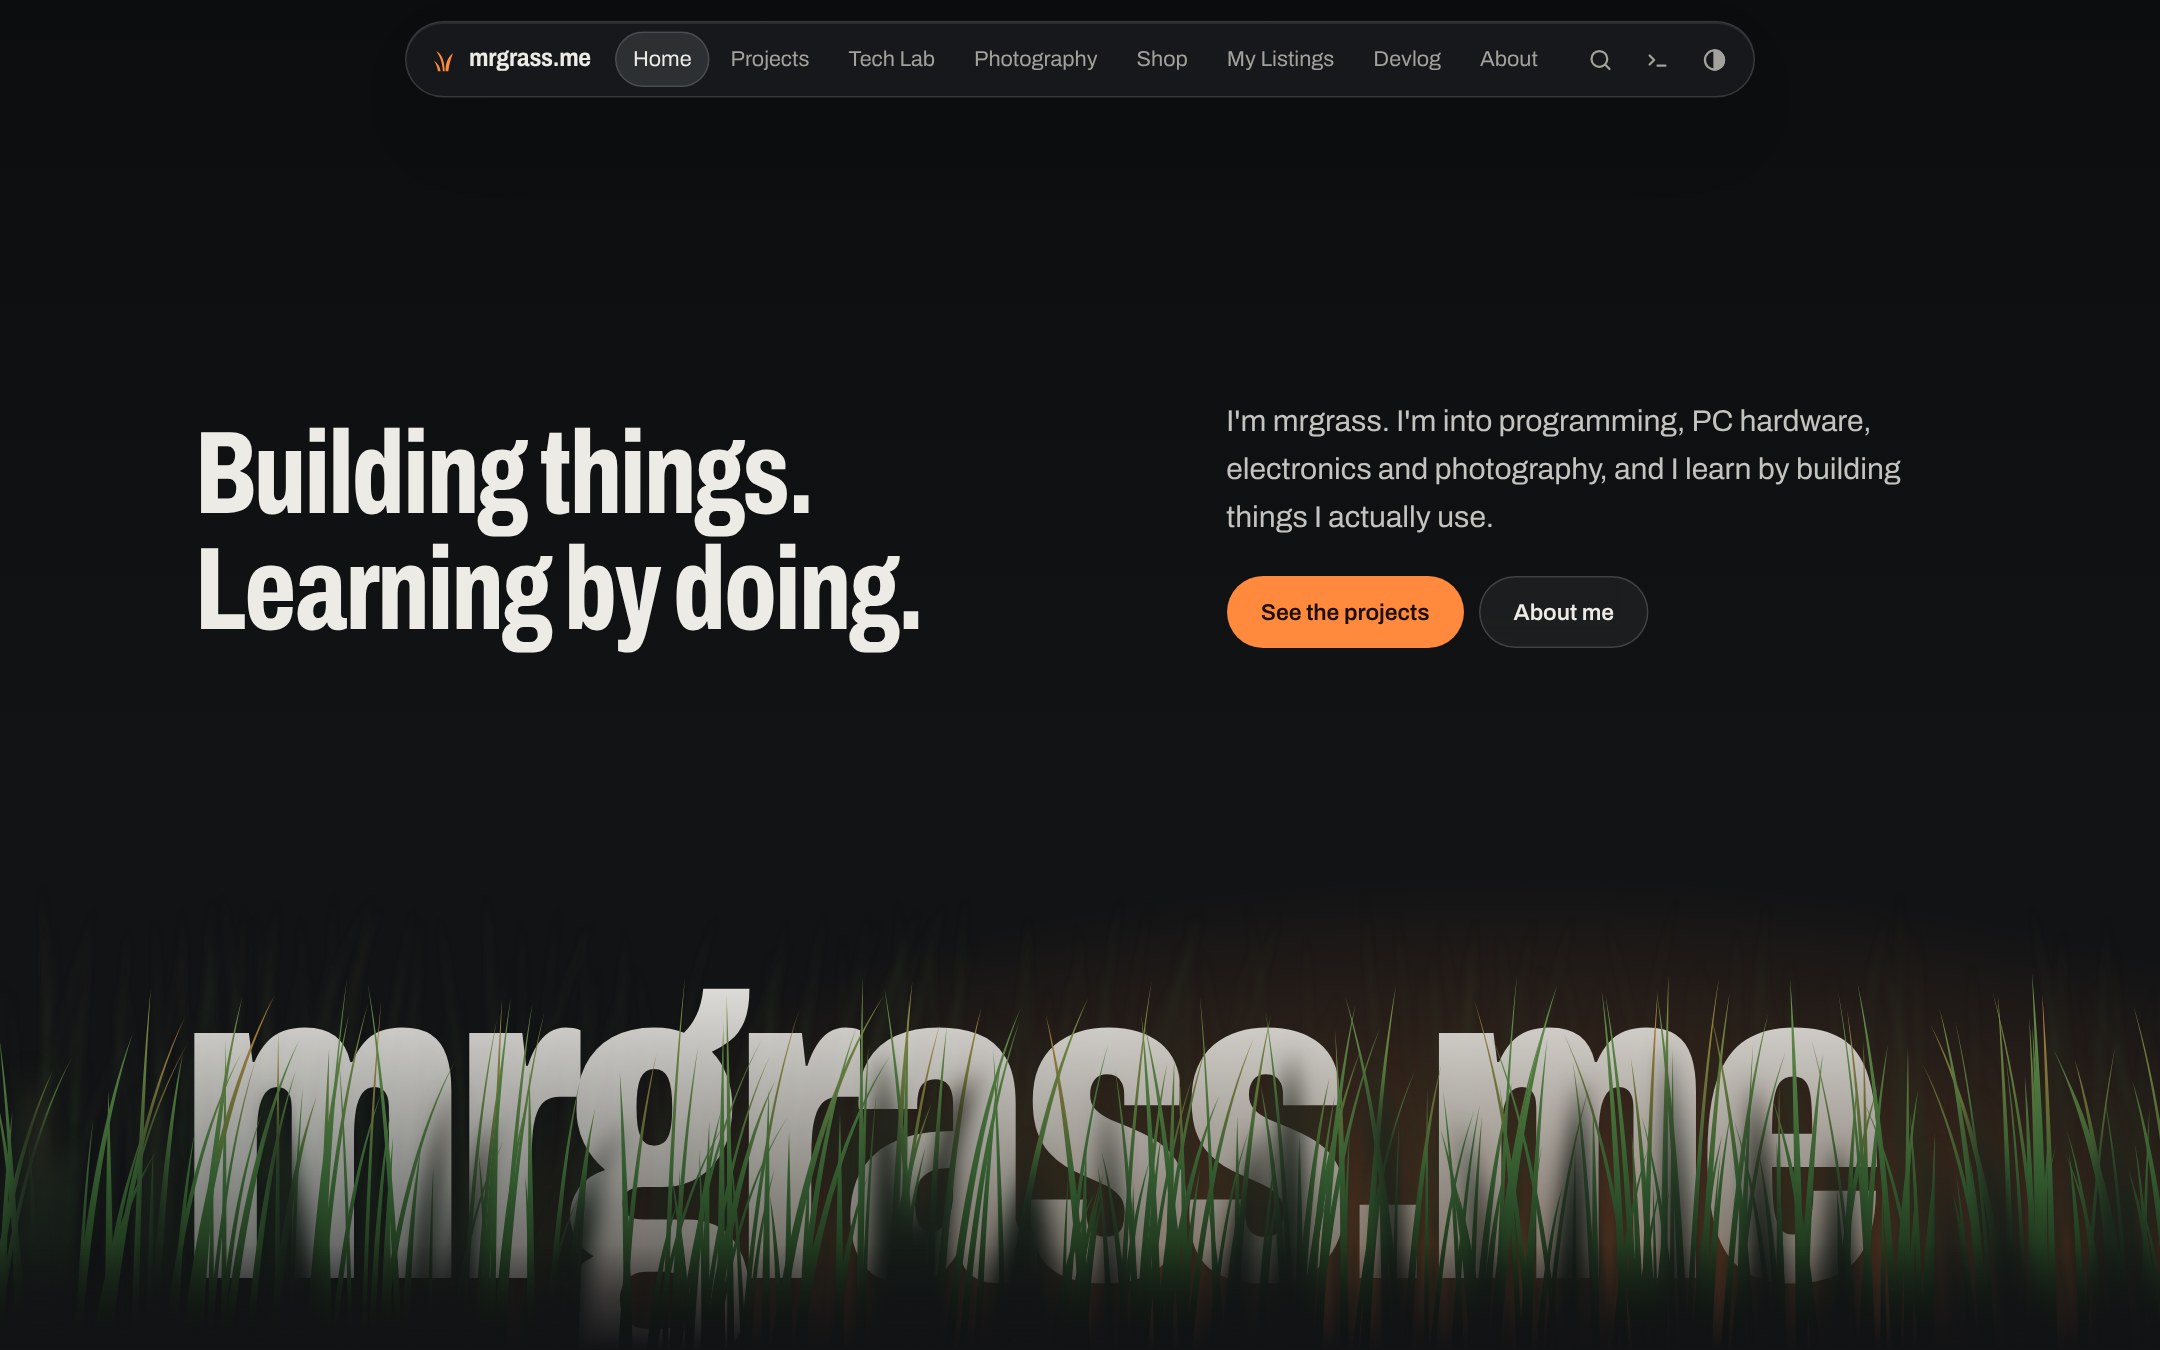 mrgrass.me Home Projects Tech Lab Photography Shop My Listings Devlog About
Building things.
Learning by doing.
I'm mrgrass. I'm into programming, PC hardware,
electronics and photography, and I learn by building
things I actually use.
See the projects About me
mrgrass.me